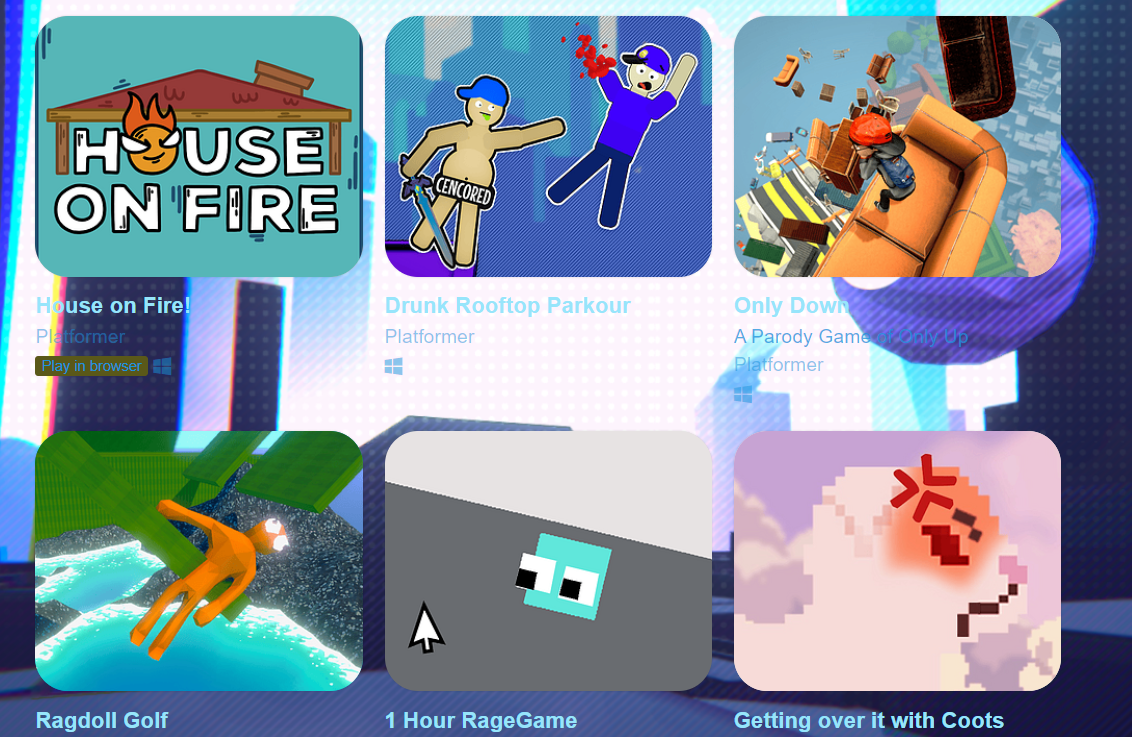 HOUSE
ON FIRE
CENCORED
House on Fire!
Platformer
Play in browser
Drunk Rooftop Parkour
Platformer
Only Down
A Parody Game of Only Up
Platformer
Ragdoll Golf
1 Hour RageGame
Getting over it with Coots